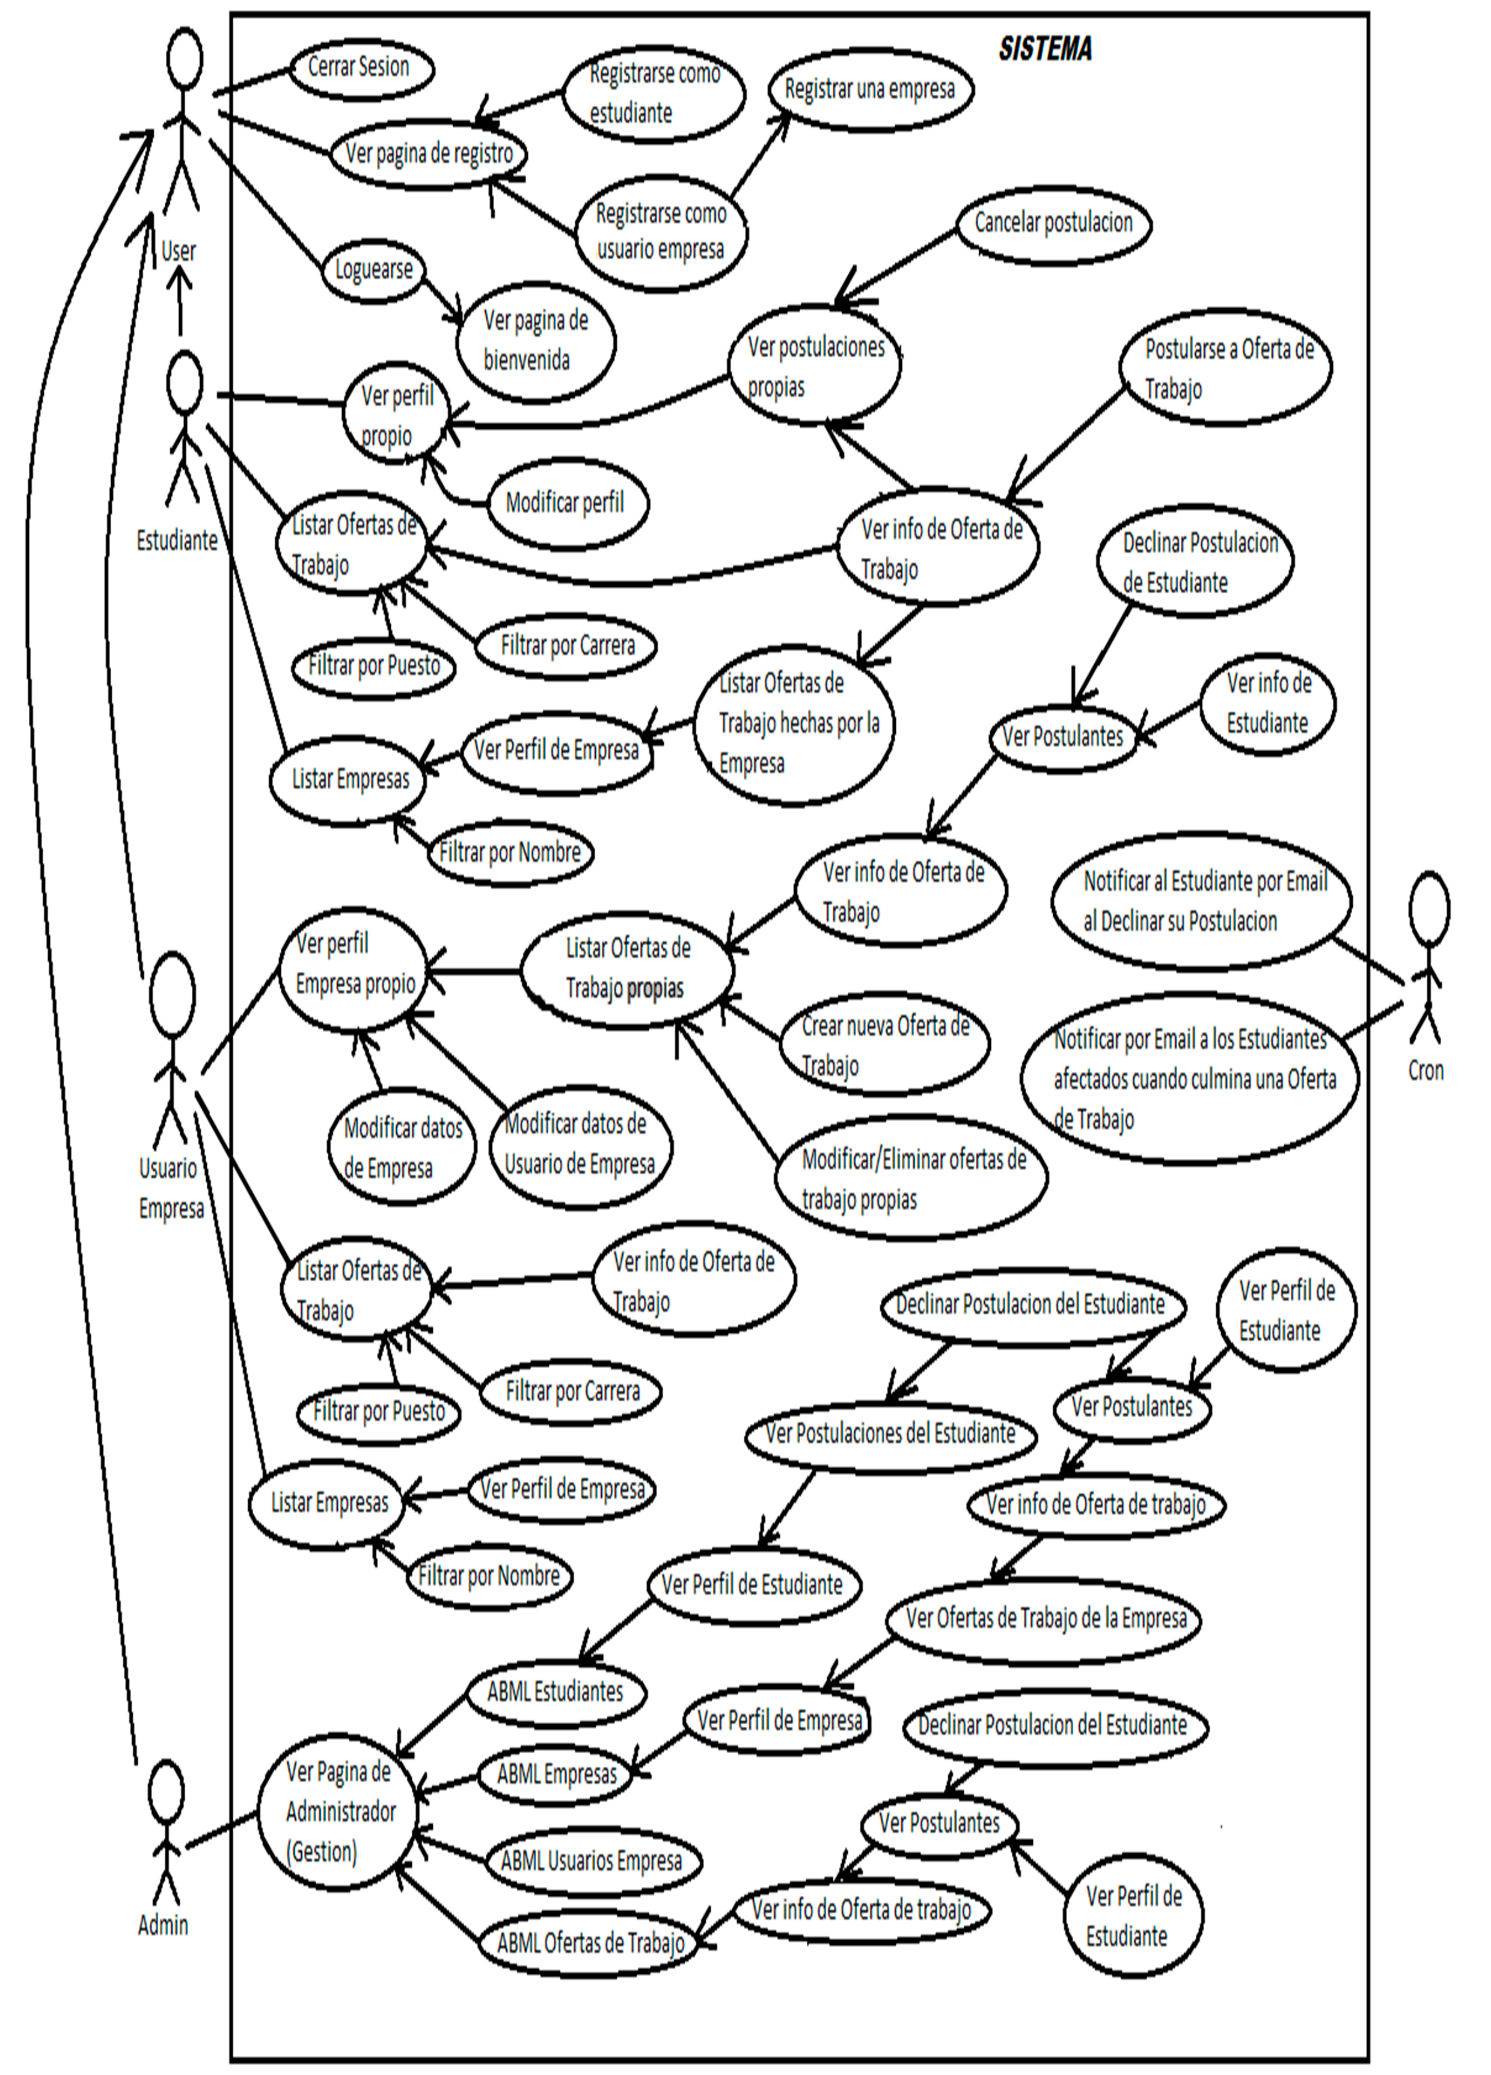 SISTEMA
Cerrar Sesion
Registrarse como
estudiante
Registrar una empresa
Ver pagina de registro
Registrarse como
usuario empresa
Cancelar postulacion
User
Loguearse
Ver pagina de
bienvenida
Ver postulaciones
propias
Postularse a Oferta de
Trabajo
Ver perfil
propio
Modificar perfil
Estudiante
Listar Ofertas de
Trabajo
Ver info de Oferta de
Trabajo
Declinar Postulacion
de Estudiante
Filtrar por Puesto
Filtrar por Carrera
Listar Ofertas de
Trabajo hechas por la
Empresa
Ver info de
Estudiante
Ver Postulantes
Ver Perfil de Empresa
Listar Empresas
Filtrar por Nombre
Ver info de Oferta de
Trabajo
Notificar al Estudiante por Email
al Declinar su Postulacion
Ver perfil
Empresa propio
Listar Ofertas de
Trabajo propias
Crear nueva Oferta de
Trabajo
Notificar por Email a los Estudiantes
afectados cuando culmina una Oferta
de Trabajo
Cron
Modificar datos
de Empresa
Modificar datos de
Usuario de Empresa
Modificar/Eliminar ofertas de
trabajo propias
Usuario
Empresa
Listar Ofertas de
Trabajo
Ver info de Oferta de
Trabajo
Declinar Postulacion del Estudiante
Ver Perfil de
Estudiante
Filtrar por Puesto
Filtrar por Carrera
Ver Postulantes
Ver Postulaciones del Estudiante
Listar Empresas
Ver Perfil de Empresa
Ver info de Oferta de trabajo
Filtrar por Nombre
Ver Perfil de Estudiante
Ver Ofertas de Trabajo de la Empresa
ABML Estudiantes
Ver Perfil de Empresa
Declinar Postulacion del Estudiante
Ver Pagina de
Administrador
(Gestion)
ABML Empresas
Ver Postulantes
ABML Usuarios Empresa
Ver Perfil de
Estudiante
Ver info de Oferta de trabajo
Admin
ABML Ofertas de Trabajo